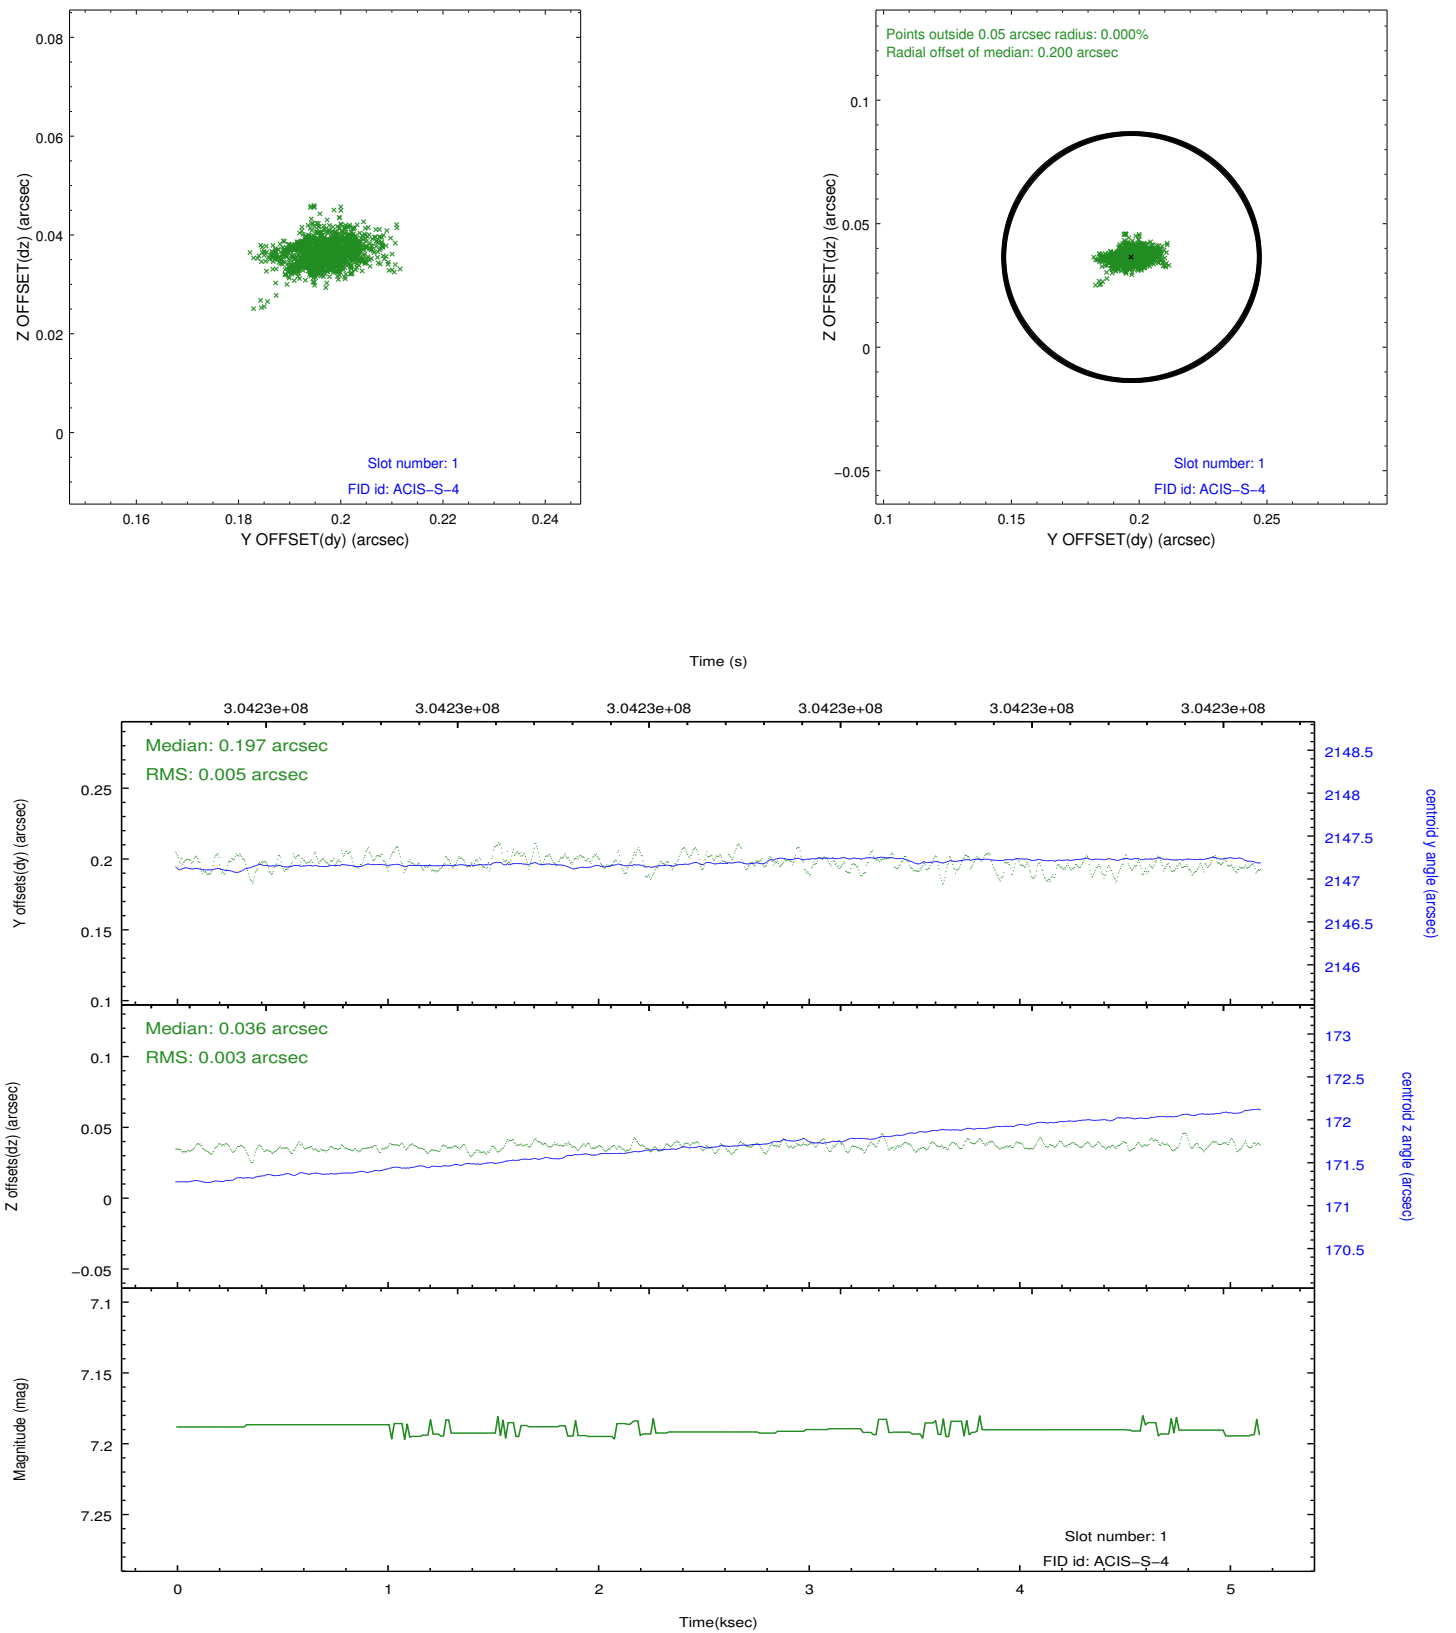 0.08
0.06
0.04
0.02
0
Z OFFSET(dz) (arcsec)
Slot number: 1
FID id: ACIS−S−4
0.16 0.18 0.2 0.22 0.24
Y OFFSET(dy) (arcsec)
Points outside 0.05 arcsec radius: 0.000%
Radial offset of median: 0.200 arcsec
0.1
0.05
0
−0.05
Z OFFSET(dz) (arcsec)
Slot number: 1
FID id: ACIS−S−4
0.1 0.15 0.2 0.25
Y OFFSET(dy) (arcsec)
Time (s)
3.0423e+08 3.0423e+08 3.0423e+08 3.0423e+08 3.0423e+08 3.0423e+08
Median: 0.197 arcsec
RMS: 0.005 arcsec
0.25
0.2
0.15
0.1
Y offsets(dy) (arcsec)
2148.5
2148
2147.5
2147
2146.5
2146
centroid y angle (arcsec)
Median: 0.036 arcsec
RMS: 0.003 arcsec
0.1
0.05
0
−0.05
Z offsets(dz) (arcsec)
173
172.5
172
171.5
171
170.5
centroid z angle (arcsec)
7.1
7.15
7.2
7.25
Magnitude (mag)
Slot number: 1
FID id: ACIS−S−4
0 1 2 3 4 5
Time(ksec)